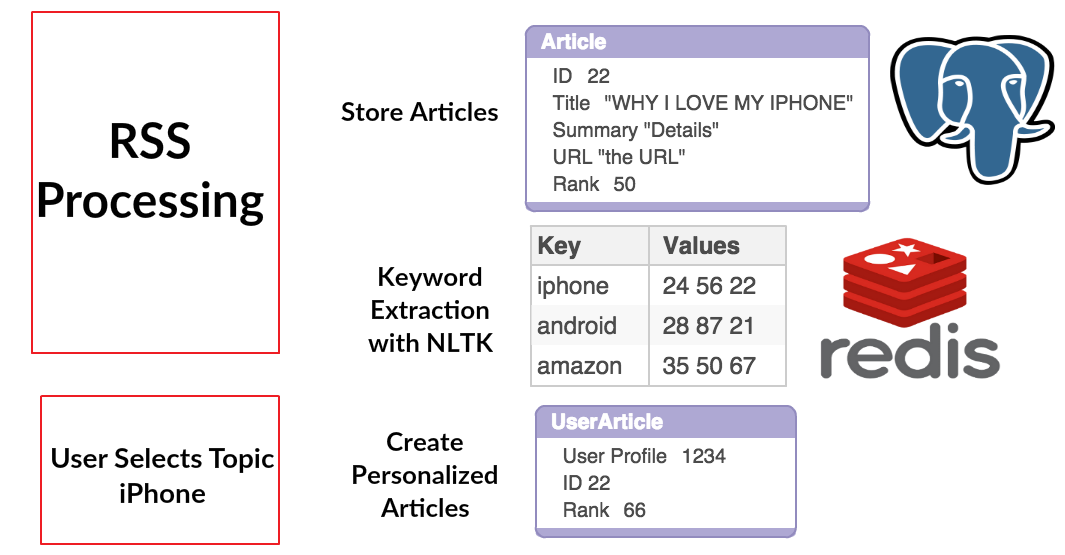 RSS
Processing
Store Articles
Article
ID 22
Title "WHY I LOVE MY IPHONE"
Summary "Details"
URL "the URL"
Rank 50
Keyword
Extraction
with NLTK
Key Values
iphone 24 56 22
android 28 87 21
amazon 35 50 67
redis
User Selects Topic
iPhone
Create
Personalized
Articles
UserArticle
User Profile 1234
ID 22
Rank 66